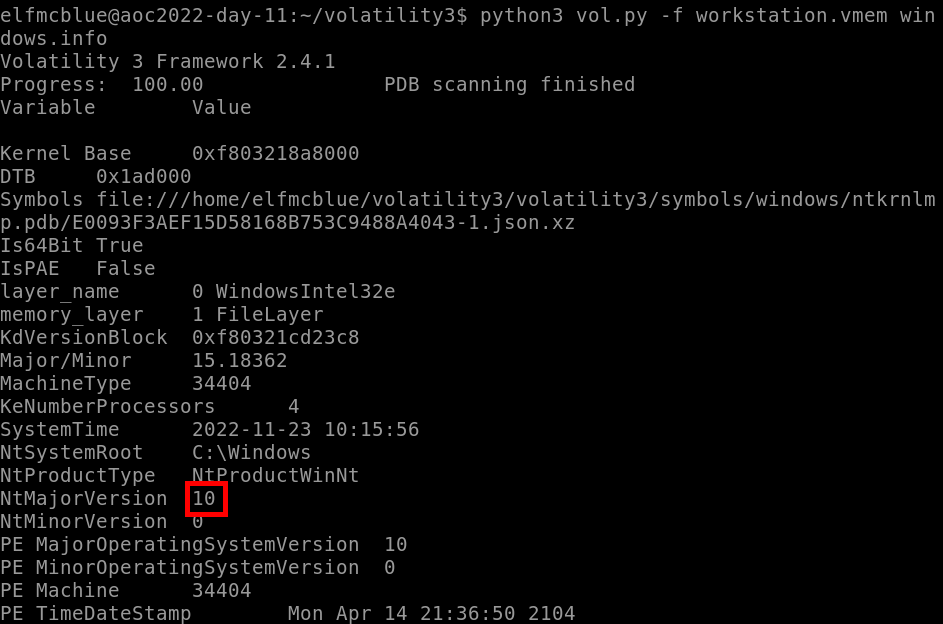 elfmcblue@aoc2022-day-11:~/volatility3$ python3 vol.py -f workstation.vmem win
dows.info
Volatility 3 Framework 2.4.1
Progress:  100.00               PDB scanning finished
Variable        Value

Kernel Base     0xf803218a8000
DTB     0x1ad000
Symbols file:///home/elfmcblue/volatility3/volatility3/symbols/windows/ntkrnlm
p.pdb/E0093F3AEF15D58168B753C9488A4043-1.json.xz
Is64Bit True
IsPAE   False
layer_name      0 WindowsIntel32e
memory_layer    1 FileLayer
KdVersionBlock  0xf80321cd23c8
Major/Minor     15.18362
MachineType     34404
KeNumberProcessors      4
SystemTime      2022-11-23 10:15:56
NtSystemRoot    C:\Windows
NtProductType   NtProductWinNt
NtMajorVersion  10
NtMinorVersion  0
PE MajorOperatingSystemVersion  10
PE MinorOperatingSystemVersion  0
PE Machine      34404
PE TimeDateStamp        Mon Apr 14 21:36:50 2104